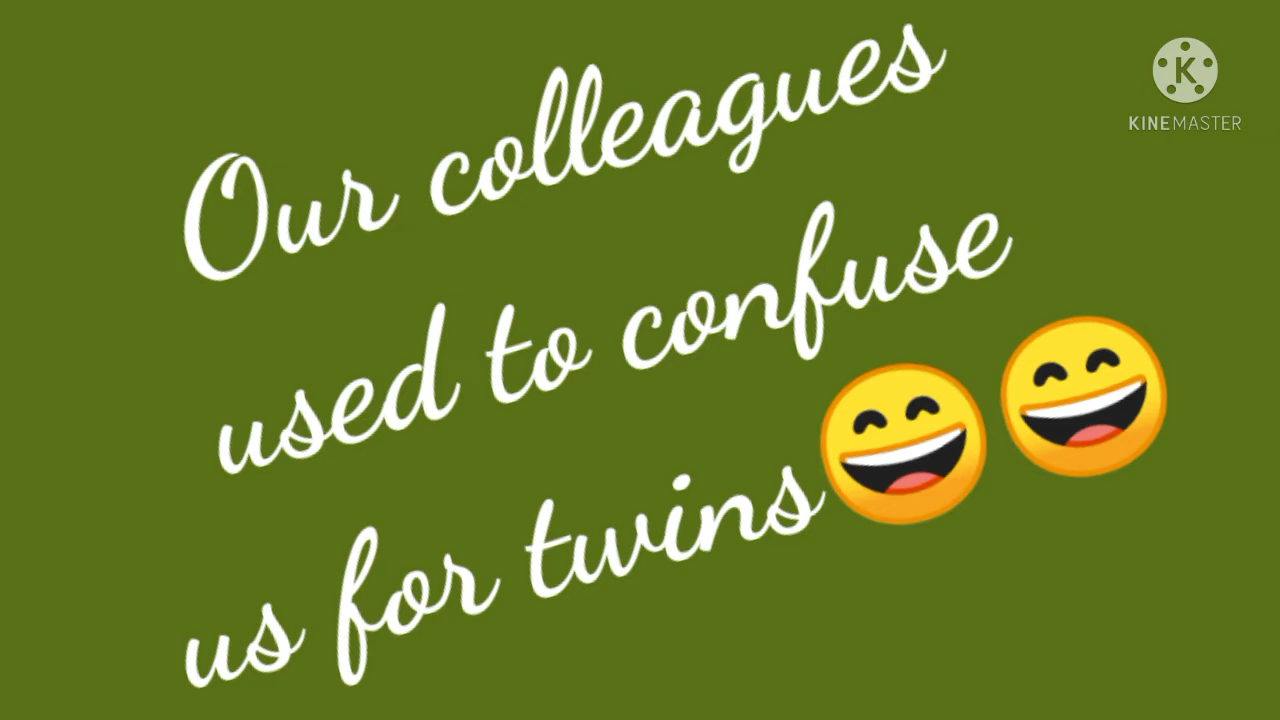 Our colleagues
used to confuse
us for twins😄😄
K
KINEMASTER